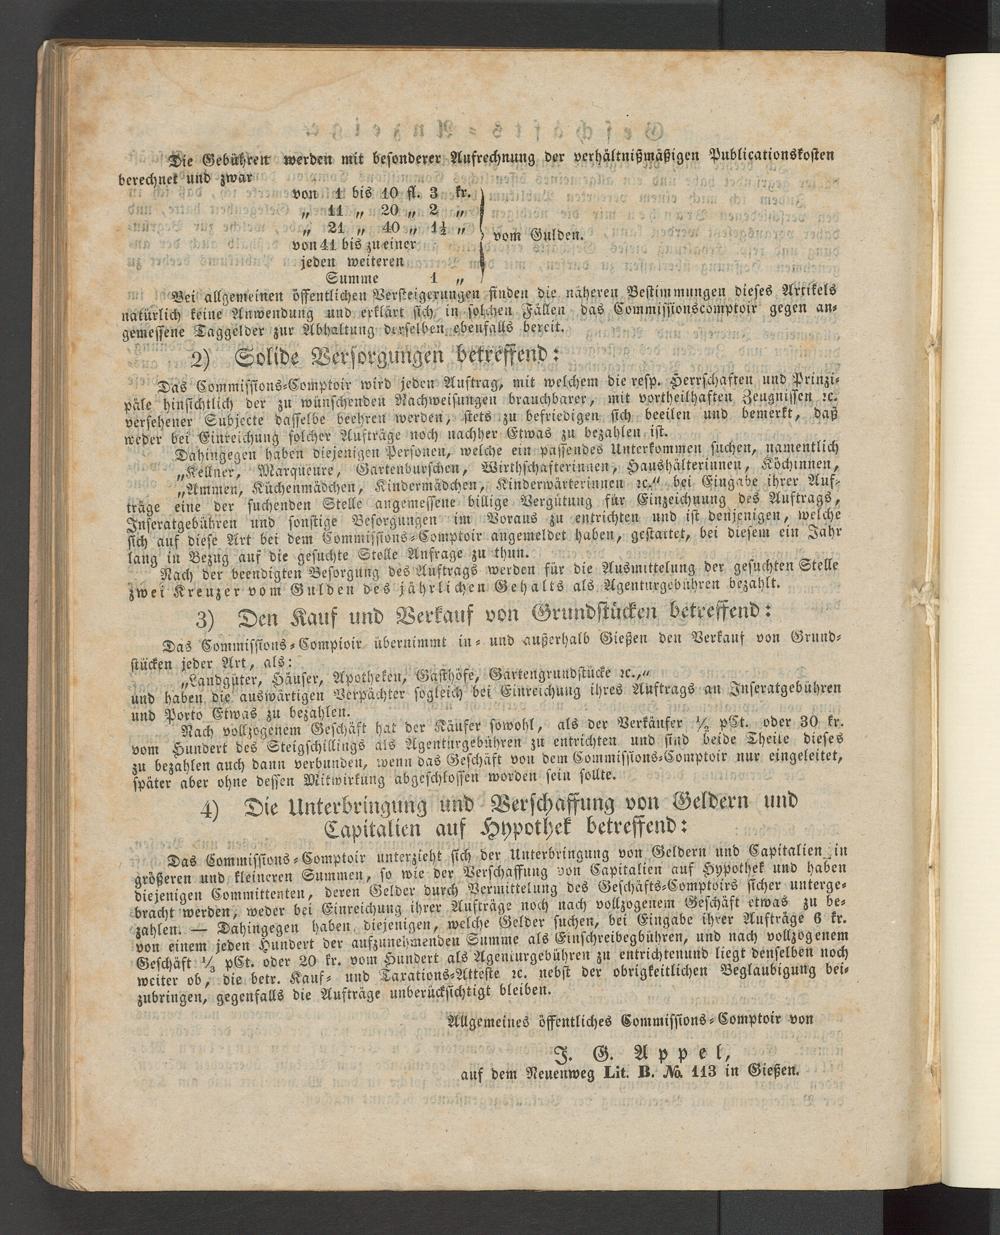 Die Gebühren werden mit besonderer Aufrechnung der verhältnißmäßigen Publicationskosten
berechnet und zwar
von 1 bis 10 fl. 3 kr.
„ 11 „ 20 „ 2 „
„ 21 „ 40 „ 1½ „
vom Gulden.
von 41 bis zu einer
jeden weiteren
Summe 1 „
Bei allgemeinen öffentlichen Versteigerungen finden die näheren Bestimmungen dieses Artikels
natürlich keine Anwendung und erklärt sich in solchen Fällen das Commissionscomptoir gegen an-
gemessene Taggelder zur Abhaltung derselben ebenfalls bereit.
2) Solide Versorgungen betreffend:
Das Commissions-Comptoir wird jeden Auftrag, mit welchem die resp. Herrschaften und Prinzi-
päle hinsichtlich der zu wünschenden Nachweisungen brauchbarer, mit vortheilhaften Zeugnissen ꝛc.
versehener Subjecte dasselbe beehren werden, stets zu befriedigen sich beeilen und bemerkt, daß
weder bei Einreichung solcher Aufträge noch nachher Etwas zu bezahlen ist.
Dahingegen haben diejenigen Personen, welche ein passendes Unterkommen suchen, namentlich
„Kellner, Marqueure, Gartenburschen, Wirthschafterinnen, Haushälterinnen, Köchinnen,
„Ammen, Küchenmädchen, Kindermädchen, Kinderwärterinnen ꝛc.“ bei Eingabe ihrer Auf-
träge eine der suchenden Stelle angemessene billige Vergütung für Einzeichnung des Auftrags,
Inseratgebühren und sonstige Besorgungen im Voraus zu entrichten und ist denjenigen, welche
sich auf diese Art bei dem Commissions-Comptoir angemeldet haben, gestattet, bei diesem ein Jahr
lang in Bezug auf die gesuchte Stelle Anfrage zu thun.
Nach der beendigten Besorgung des Auftrags werden für die Ausmittelung der gesuchten Stelle
zwei Kreuzer vom Gulden des jährlichen Gehalts als Agenturgebühren bezahlt.
3) Den Kauf und Verkauf von Grundstücken betreffend:
Das Commissions-Comptoir übernimmt in- und außerhalb Gießen den Verkauf von Grund-
stücken jeder Art, als:
„Landgüter, Häuser, Apotheken, Gasthöfe, Gartengrundstücke ꝛc.,“
und haben die auswärtigen Verpächter sogleich bei Einreichung ihres Auftrags an Inseratgebühren
und Porto Etwas zu bezahlen.
Nach vollzogenem Geschäft hat der Käufer sowohl, als der Verkäufer ½ pCt. oder 30 kr.
vom Hundert des Steigschillings als Agenturgebühren zu entrichten und sind beide Theile dieses
zu bezahlen auch dann verbunden, wenn das Geschäft von dem Commissions-Comptoir nur eingeleitet,
später aber ohne dessen Mitwirkung abgeschlossen worden sein sollte.
4) Die Unterbringung und Verschaffung von Geldern und
Capitalien auf Hypothek betreffend:
Das Commissions-Comptoir unterzieht sich der Unterbringung von Geldern und Capitalien in
größeren und kleineren Summen, so wie der Verschaffung von Capitalien auf Hypothek und haben
diejenigen Committenten, deren Gelder durch Vermittelung des Geschäfts-Comptoirs sicher unterge-
bracht werden, weder bei Einreichung ihrer Aufträge noch nach vollzogenem Geschäft etwas zu be-
zahlen. — Dahingegen haben diejenigen, welche Gelder suchen, bei Eingabe ihrer Aufträge 6 kr.
von einem jeden Hundert der aufzunehmenden Summe als Einschreibegbühren, und nach vollzogenem
Geschäft ⅓ pCt. oder 20 kr. vom Hundert als Agenturgebühren zu entrichtenund liegt denselben noch
weiter ob, die betr. Kauf- und Taxations-Atteste ꝛc. nebst der obrigkeitlichen Beglaubigung bei-
zubringen, gegenfalls die Aufträge unberücksichtigt bleiben.
Allgemeines öffentliches Commissions-Comptoir von
J. G. Appel,
auf dem Neuenweg Lit. B. No. 113 in Gießen.